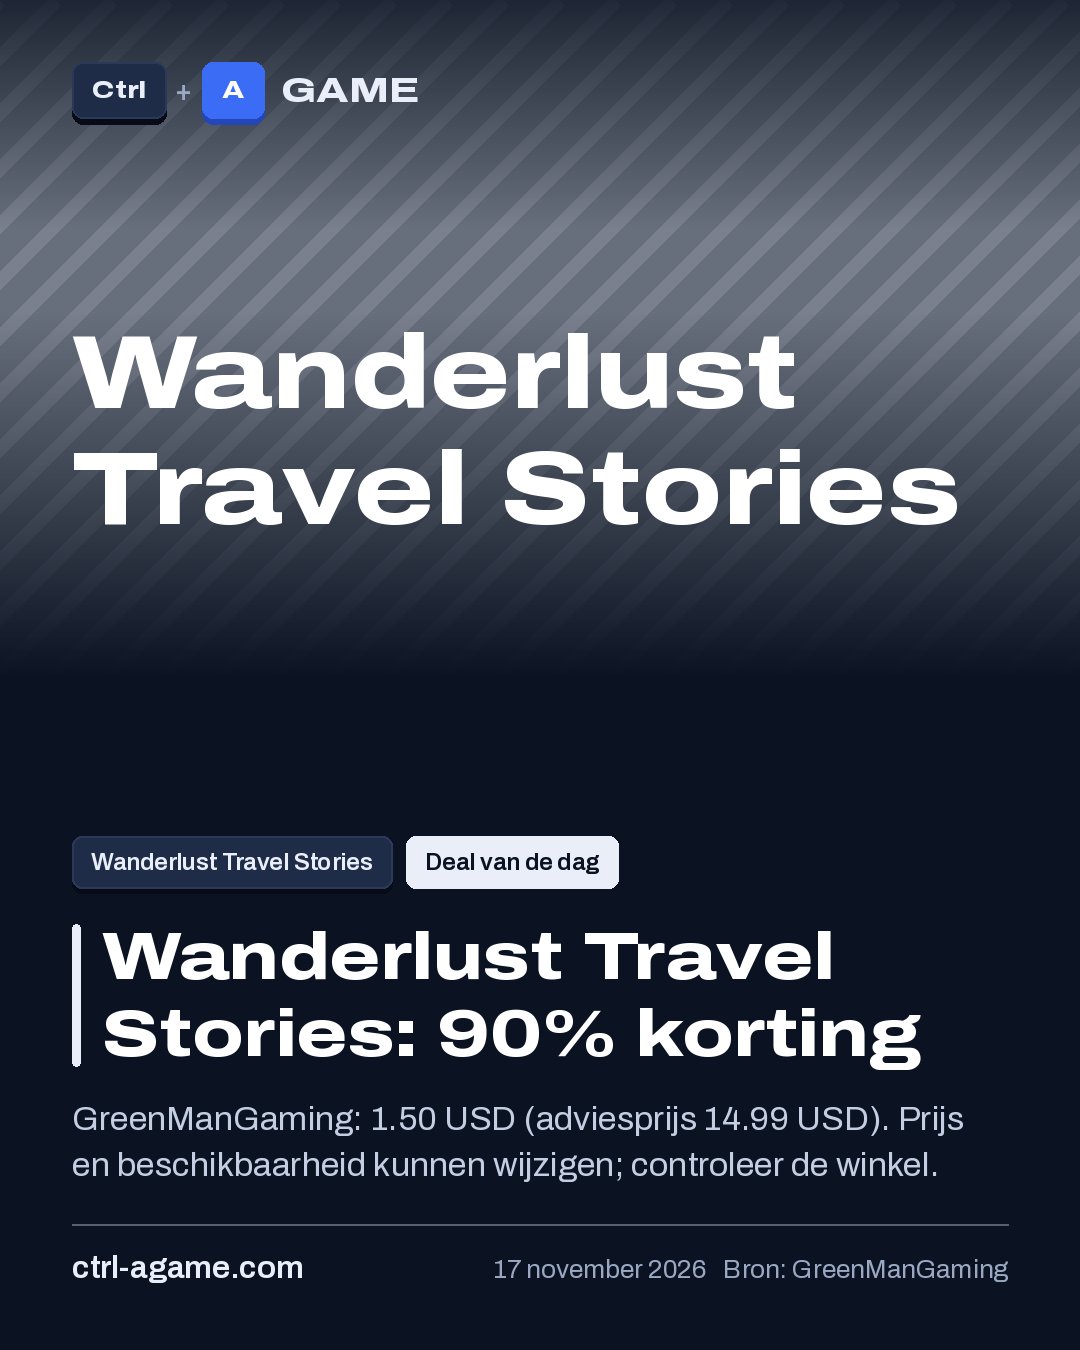 Ctrl + A GAME
Wanderlust
Travel Stories
Wanderlust Travel Stories
Deal van de dag
Wanderlust Travel
Stories: 90% korting
GreenManGaming: 1.50 USD (adviesprijs 14.99 USD). Prijs
en beschikbaarheid kunnen wijzigen; controleer de winkel.
ctrl-agame.com
17 november 2026 Bron: GreenManGaming